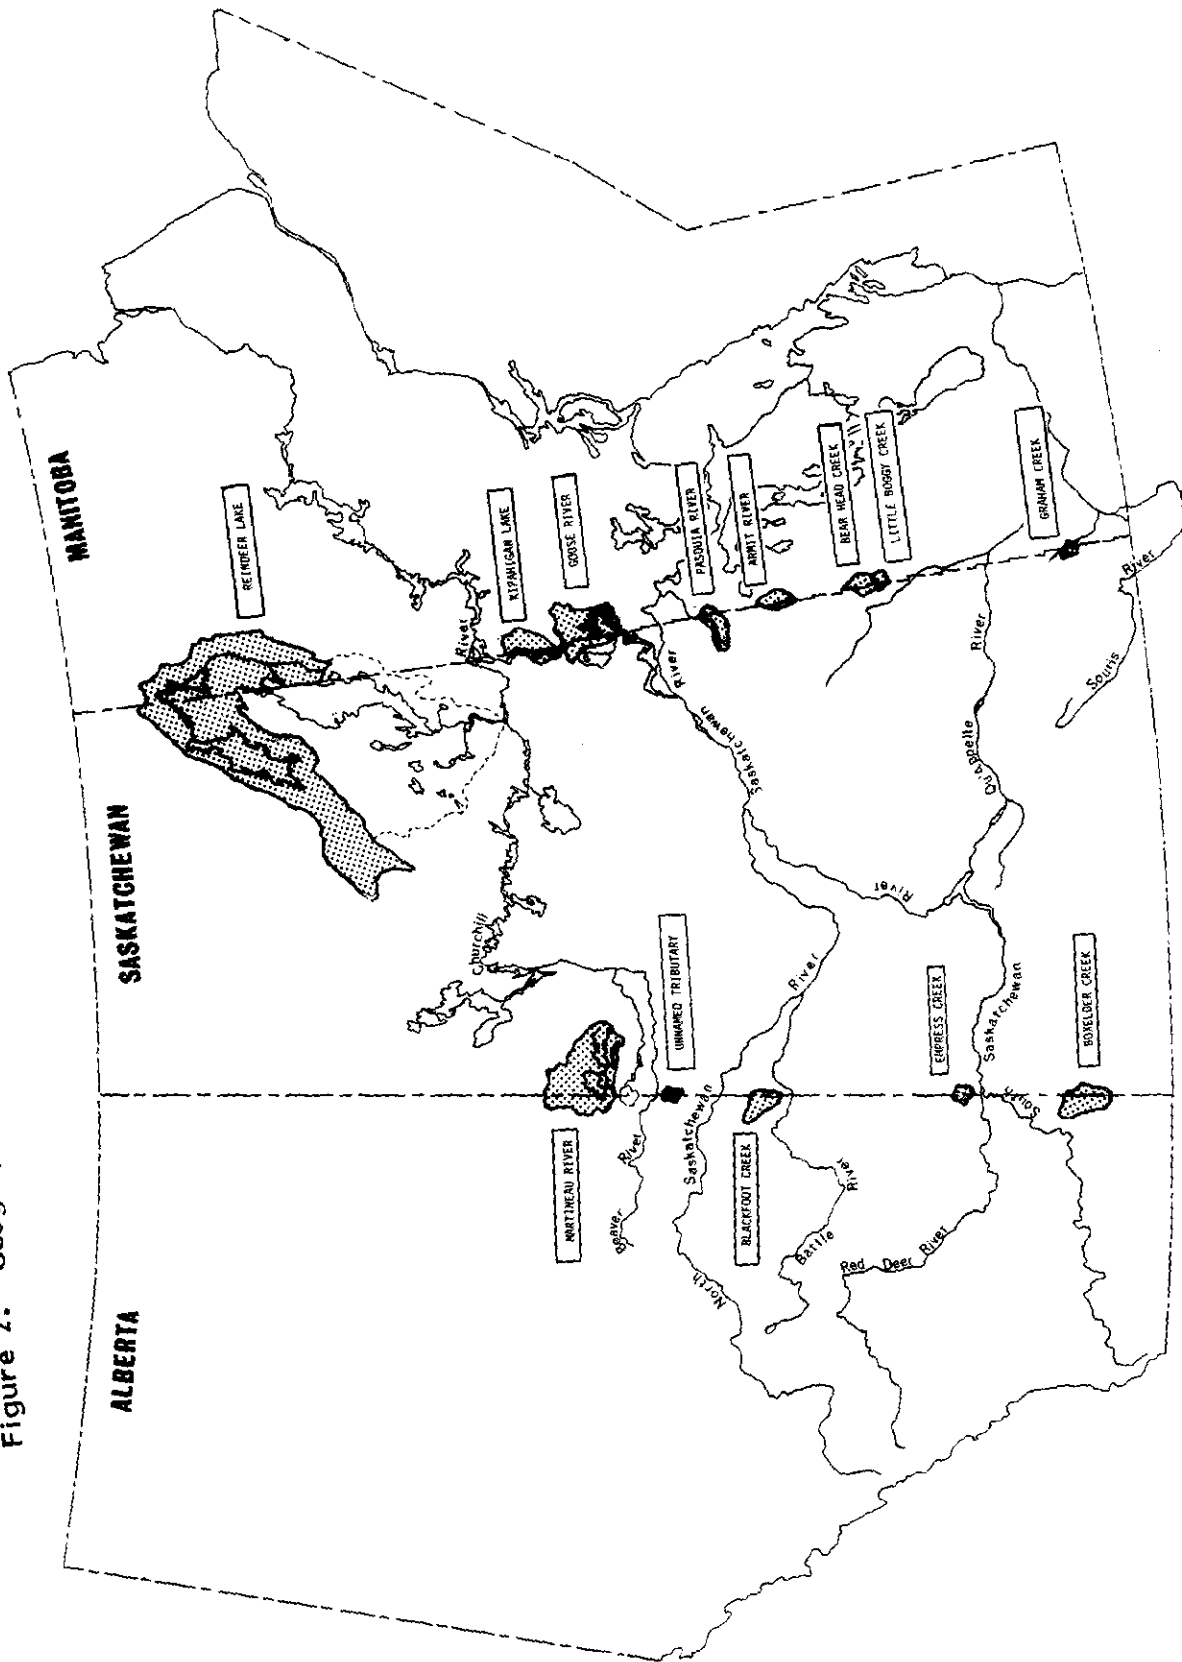 Figure 2.
ALBERTA
SASKATCHEWAN
MANITOBA
REINDEER LAKE
KIPAHIGAN LAKE
GOOSE RIVER
PASQUIA RIVER
ARMIT RIVER
BEAR HEAD CREEK
LITTLE BOGGY CREEK
GRAHAM CREEK
MARTINEAU RIVER
UNNAMED TRIBUTARY
BLACKFOOT CREEK
EMPRESS CREEK
BOXELDER CREEK
Churchill
River
Beaver
River
North
Saskatchewan
River
Saskatchewan
River
Battle
River
Red Deer River
South
Saskatchewan
River
Qu'Appelle
River
Souris
River